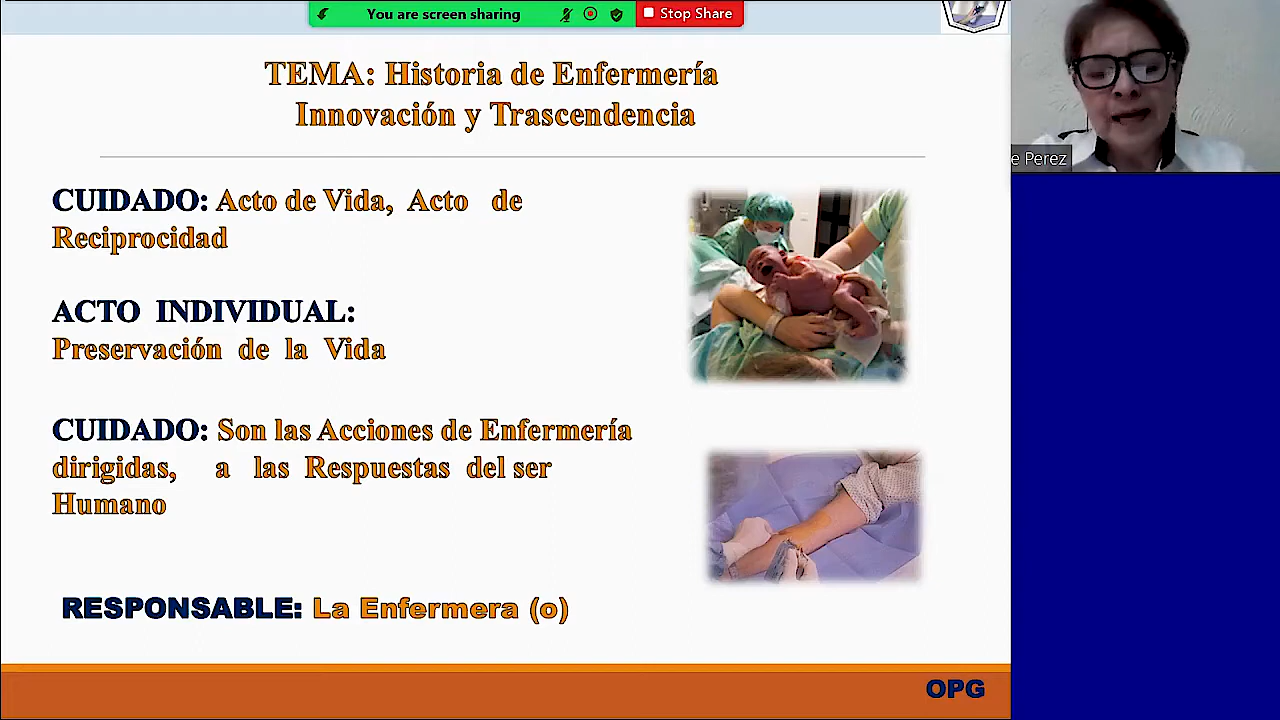 You are screen sharing
Stop Share
TEMA: Historia de Enfermería
Innovación y Trascendencia
e Perez
CUIDADO: Acto de Vida, Acto de
Reciprocidad
ACTO INDIVIDUAL:
Preservación de la Vida
CUIDADO: Son las Acciones de Enfermería
dirigidas, a las Respuestas del ser
Humano
RESPONSABLE: La Enfermera (o)
OPG